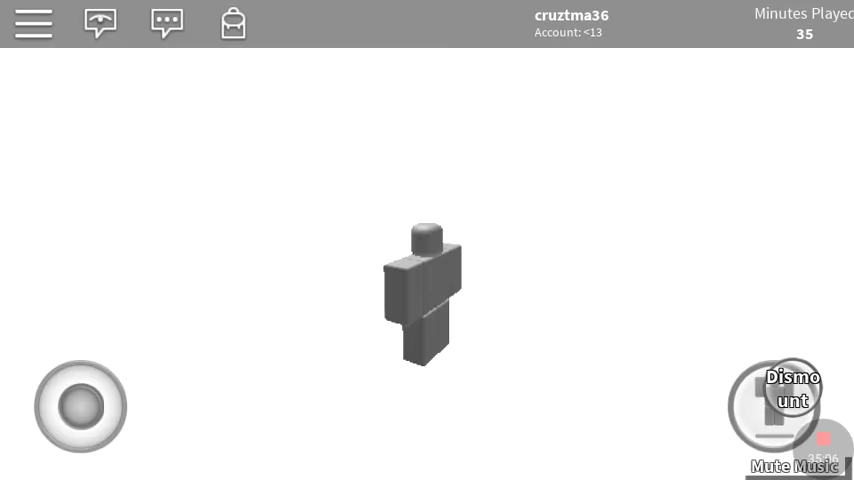 cruztma36
Account: <13
Minutes Played
35
Dismo
unt
35:06
Mute Music